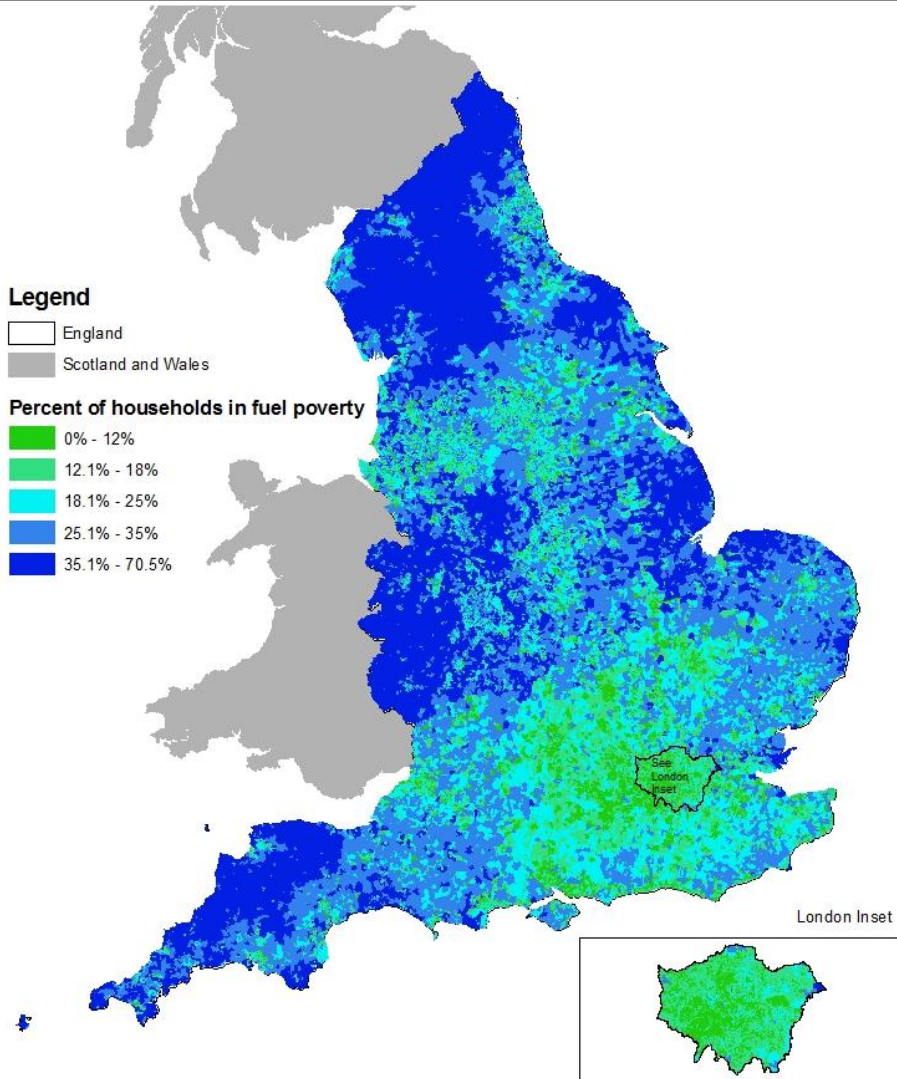 Legend
England
Scotland and Wales
Percent of households in fuel poverty
0% - 12%
12.1% - 18%
18.1% - 25%
25.1% - 35%
35.1% - 70.5%
See
London
Inset
London Inset